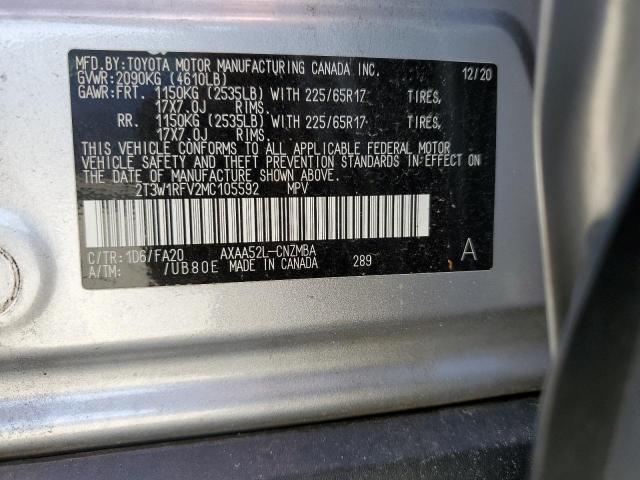 MFD.BY:TOYOTA MOTOR MANUFACTURING CANADA INC. 12/20
GVWR:2090KG (4610LB)
GAWR:FRT. 1150KG (2535LB) WITH 225/65R17 TIRES,
17X7.0J RIMS,
RR. 1150KG (2535LB) WITH 225/65R17 TIRES,
17X7.0J RIMS.
THIS VEHICLE CONFORMS TO ALL APPLICABLE FEDERAL MOTOR
VEHICLE SAFETY AND THEFT PREVENTION STANDARDS IN EFFECT ON
THE DATE OF MANUFACTURE SHOWN ABOVE.
2T3W1RFV2MC105592 MPV
C/TR:1D6/FA20 AXAA52L-CNZMBA A
A/TM: /UB80E MADE IN CANADA 289